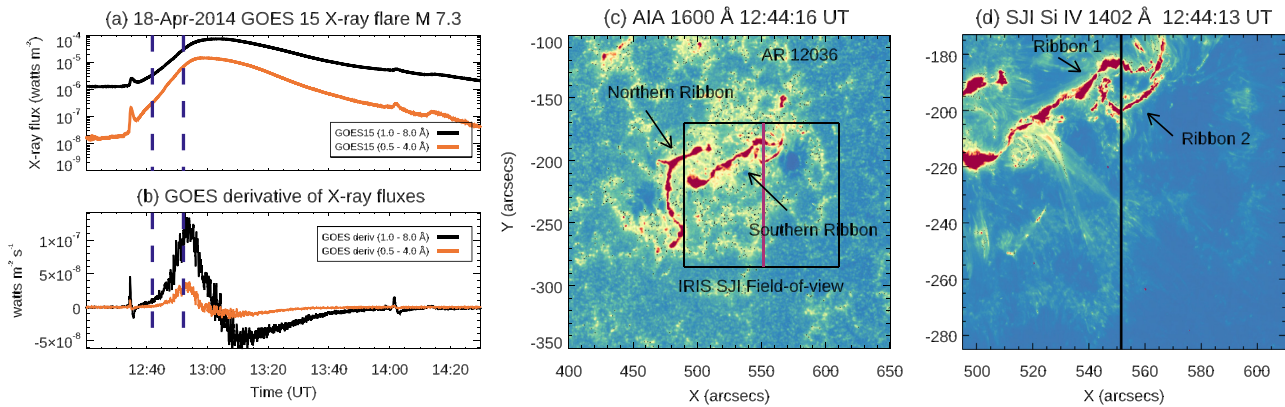 (a) 18-Apr-2014 GOES 15 X-ray flare M 7.3
X-ray flux (watts m⁻²)
10⁻⁴
10⁻⁵
10⁻⁶
10⁻⁷
10⁻⁸
10⁻⁹
GOES15 (1.0 - 8.0 Å)
GOES15 (0.5 - 4.0 Å)
(b) GOES derivative of X-ray fluxes
watts m⁻² s⁻¹
1×10⁻⁷
5×10⁻⁸
0
-5×10⁻⁸
GOES deriv (1.0 - 8.0 Å)
GOES deriv (0.5 - 4.0 Å)
12:40 13:00 13:20 13:40 14:00 14:20
Time (UT)
(c) AIA 1600 Å 12:44:16 UT
Y (arcsecs)
-100
-150
-200
-250
-300
-350
AR 12036
Northern Ribbon
Southern Ribbon
IRIS SJI Field-of-view
400 450 500 550 600 650
X (arcsecs)
(d) SJI Si IV 1402 Å 12:44:13 UT
-180
-200
-220
-240
-260
-280
Ribbon 1
Ribbon 2
500 520 540 560 580 600
X (arcsecs)